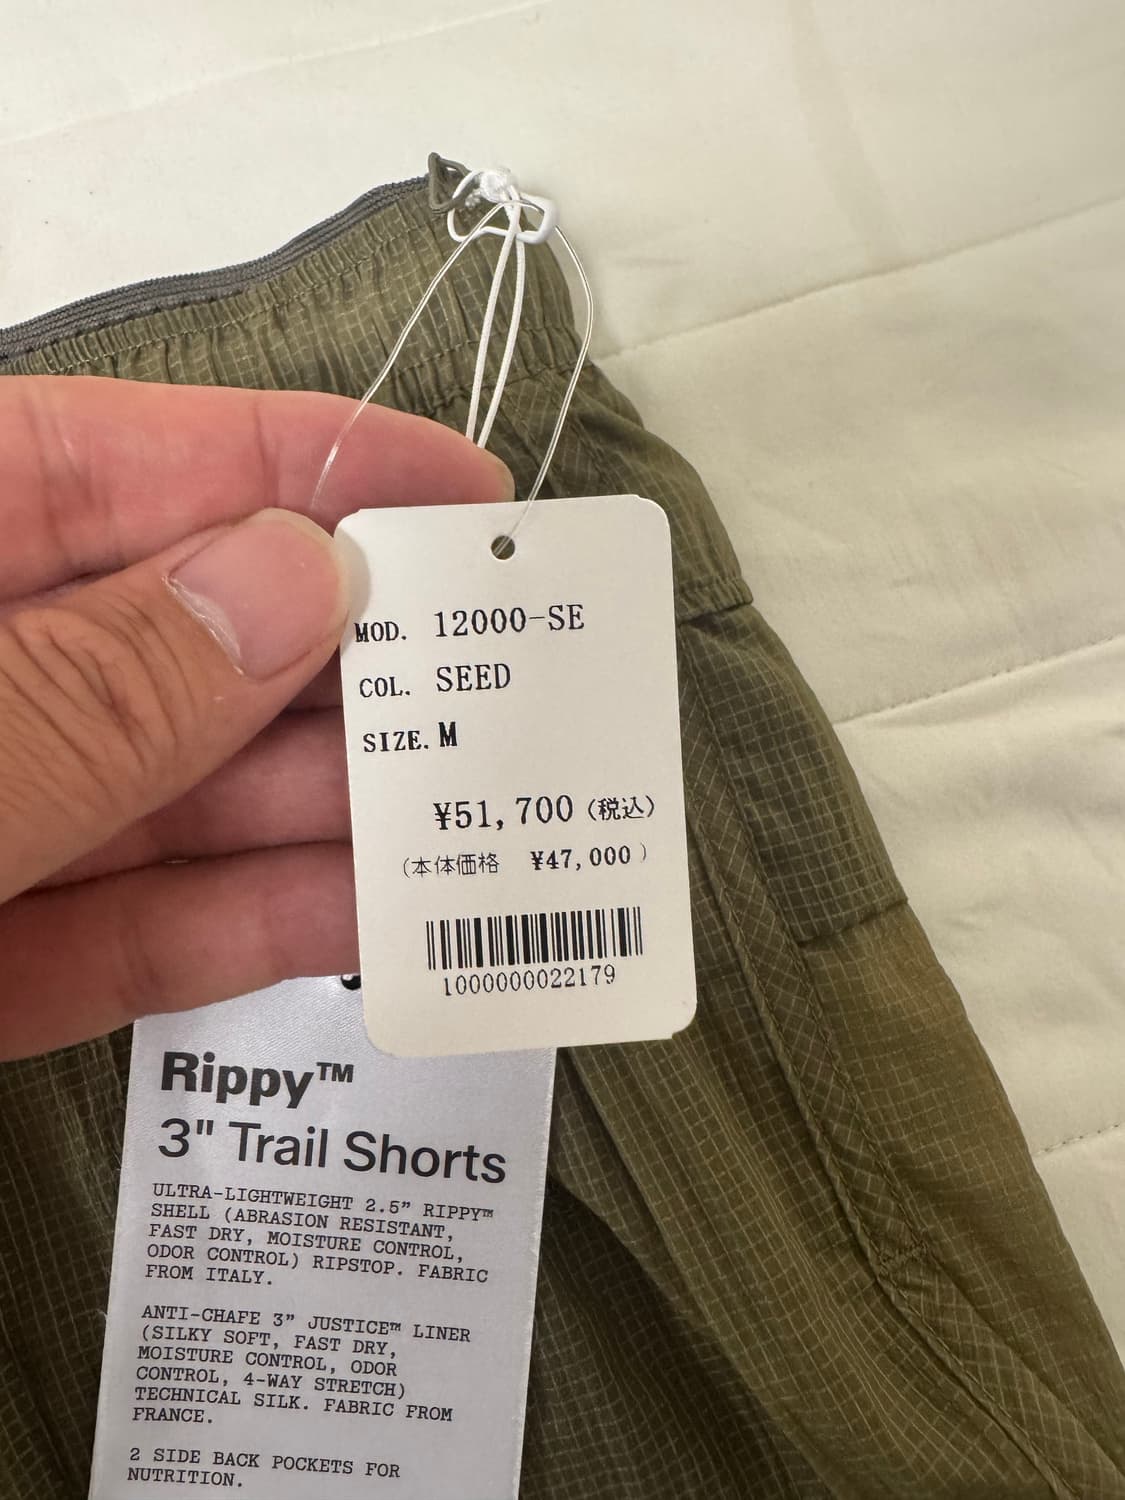 MOD. 12000-SE
COL. SEED
SIZE. M
¥51,700 (税込)
(本体価格 ¥47,000 )
1000000022179
Rippy™
3" Trail Shorts
ULTRA-LIGHTWEIGHT 2.5” RIPPY™
SHELL (ABRASION RESISTANT,
FAST DRY, MOISTURE CONTROL,
ODOR CONTROL) RIPSTOP. FABRIC
FROM ITALY.
ANTI-CHAFE 3” JUSTICE™ LINER
(SILKY SOFT, FAST DRY,
MOISTURE CONTROL, ODOR
CONTROL, 4-WAY STRETCH)
TECHNICAL SILK. FABRIC FROM
FRANCE.
2 SIDE BACK POCKETS FOR
NUTRITION.